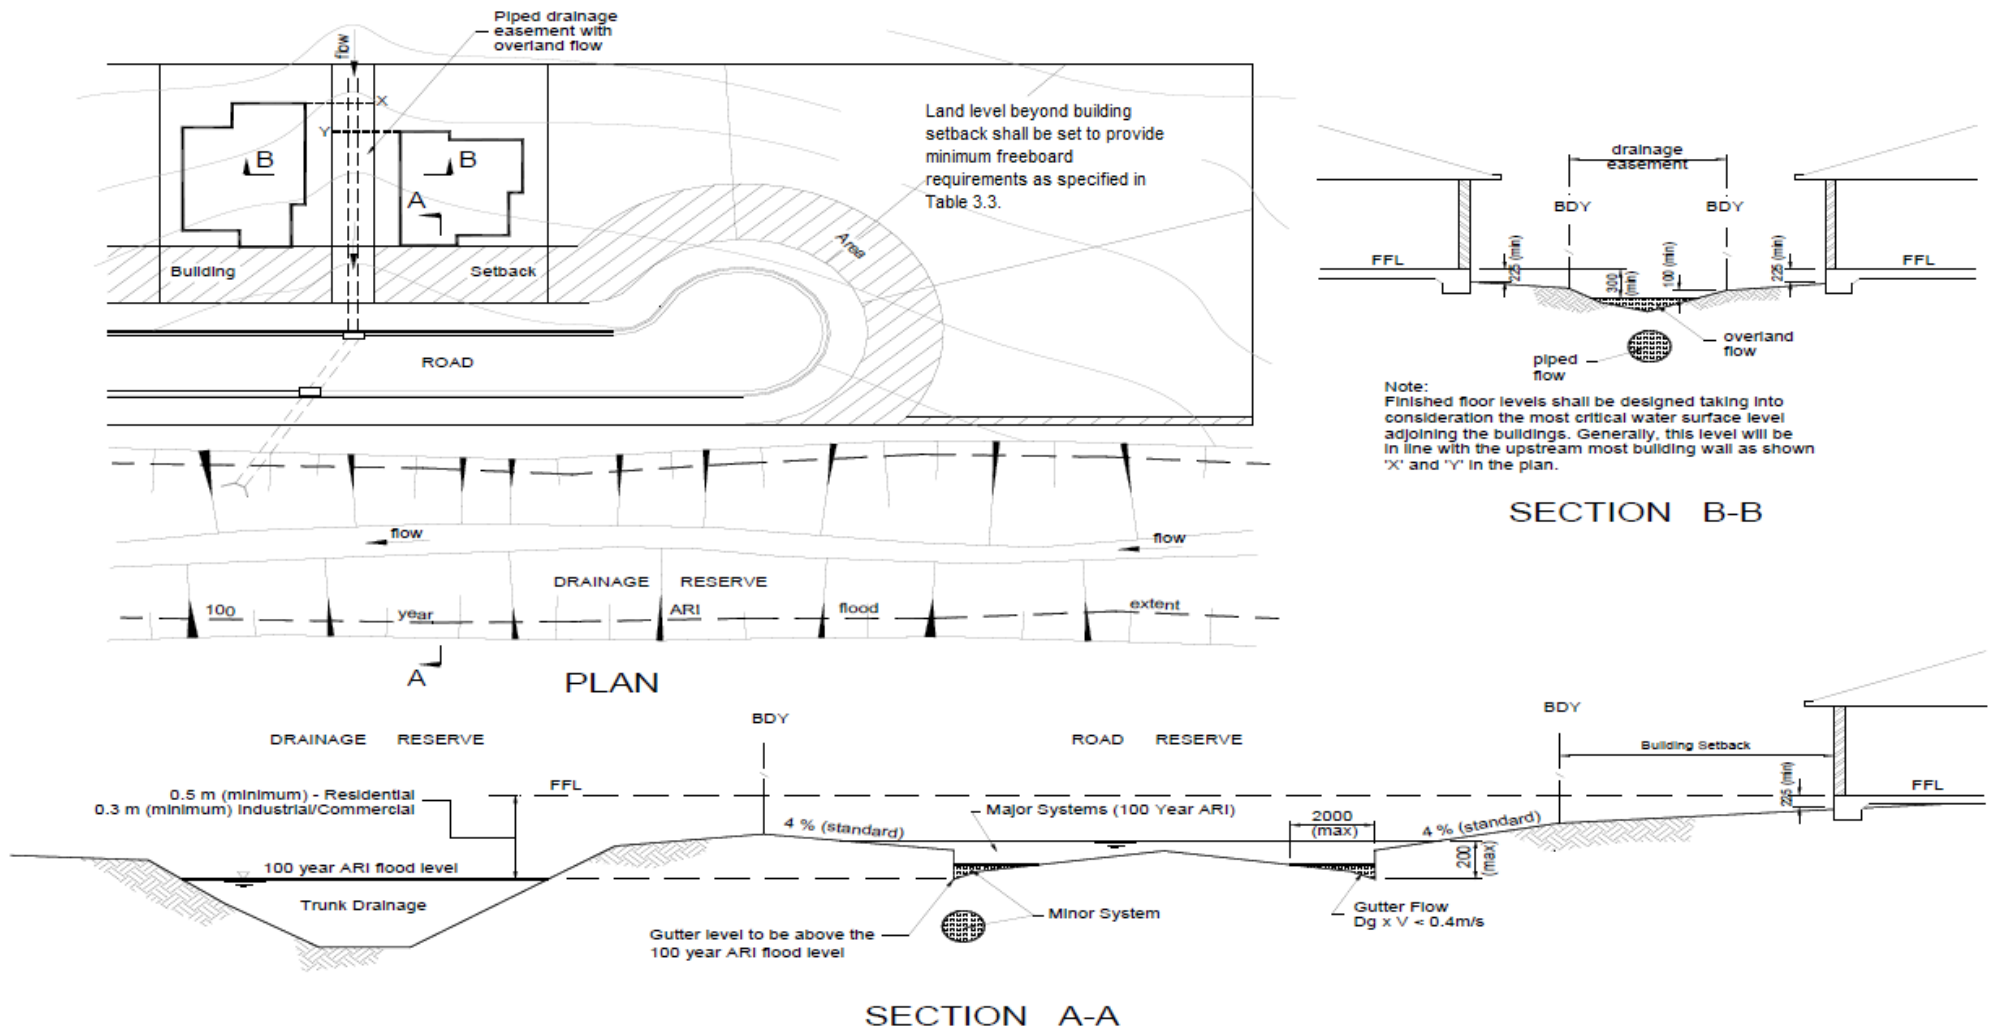 Piped drainage
easement with
overland flow
flow
X
Y
B
B
A
Land level beyond building
setback shall be set to provide
minimum freeboard
requirements as specified in
Table 3.3.
Area
Building
Setback
ROAD
flow
flow
DRAINAGE RESERVE
100 year ARI flood extent
A
PLAN
drainage
easement
BDY
BDY
FFL
FFL
225 (min)
300
(min)
100 (min)
225 (min)
overland
flow
piped
flow
Note:
Finished floor levels shall be designed taking into
consideration the most critical water surface level
adjoining the buildings. Generally, this level will be
in line with the upstream most building wall as shown
'X' and 'Y' in the plan.
SECTION B-B
DRAINAGE RESERVE
BDY
ROAD RESERVE
BDY
Building Setback
FFL
FFL
225 (min)
0.5 m (minimum) - Residential
0.3 m (minimum) Industrial/Commercial
4 % (standard)
Major Systems (100 Year ARI)
2000
(max)
4 % (standard)
200
(max)
100 year ARI flood level
Trunk Drainage
Minor System
Gutter Flow
Dg x V < 0.4m/s
Gutter level to be above the
100 year ARI flood level
SECTION A-A